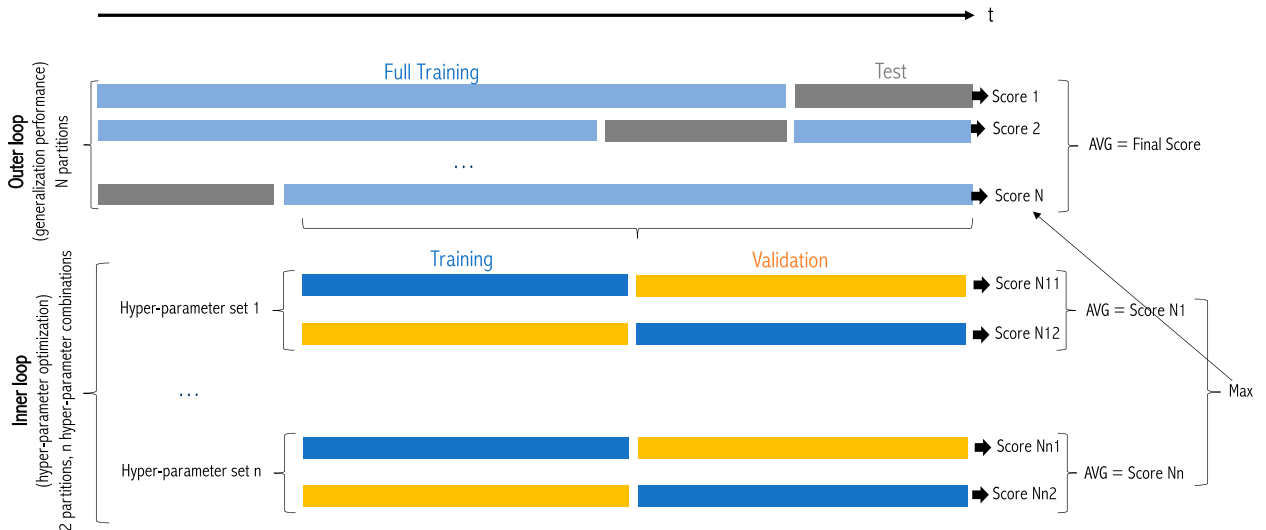 t
Full Training
Test
Outer loop
(generalization performance)
N partitions
Score 1
Score 2
...
Score N
AVG = Final Score
Training
Validation
Inner loop
(hyper-parameter optimization)
2 partitions, n hyper-parameter combinations
Hyper-parameter set 1
Score N11
Score N12
AVG = Score N1
...
Max
Hyper-parameter set n
Score Nn1
Score Nn2
AVG = Score Nn